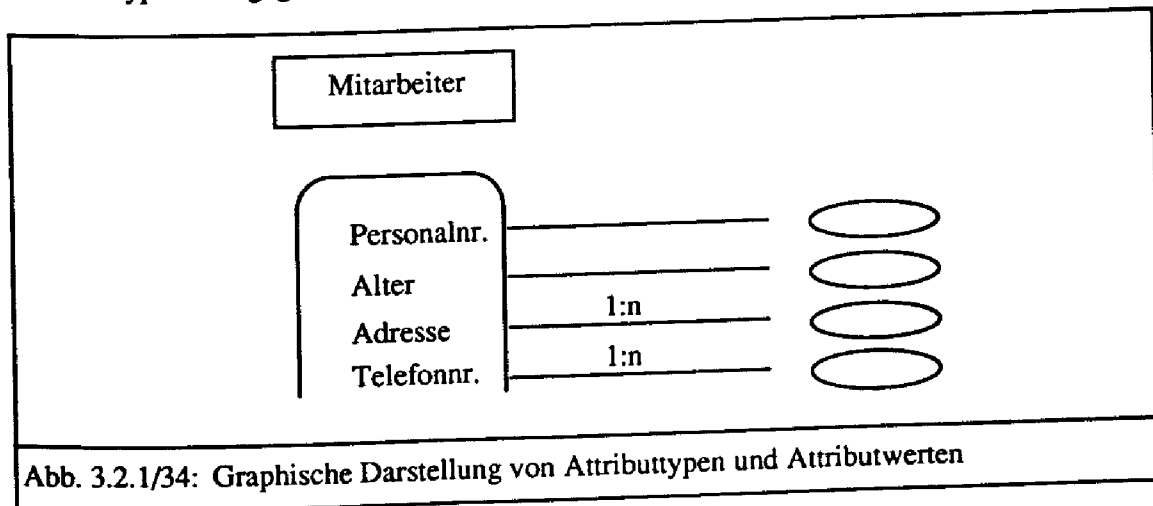 Mitarbeiter
Personalnr.
Alter
1:n
Adresse
1:n
Telefonnr.
Abb. 3.2.1/34: Graphische Darstellung von Attributtypen und Attributwerten